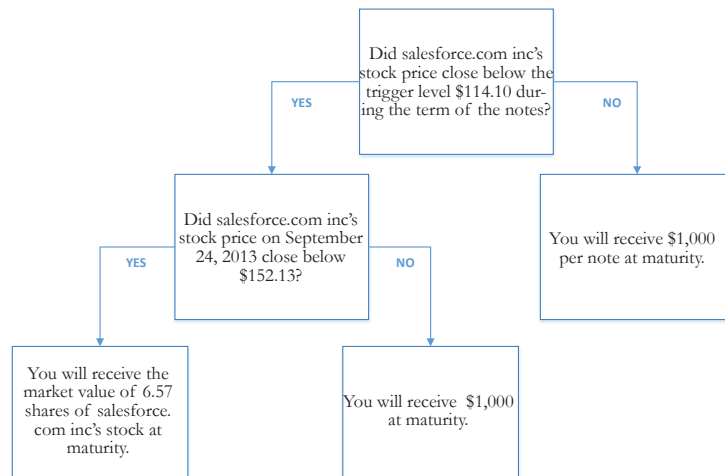 Did salesforce.com inc's
stock price close below the
trigger level $114.10 dur-
ing the term of the notes?
YES
NO
Did salesforce.com inc's
stock price on September
24, 2013 close below
$152.13?
You will receive $1,000
per note at maturity.
YES
NO
You will receive the
market value of 6.57
shares of salesforce.
com inc's stock at
maturity.
You will receive $1,000
at maturity.